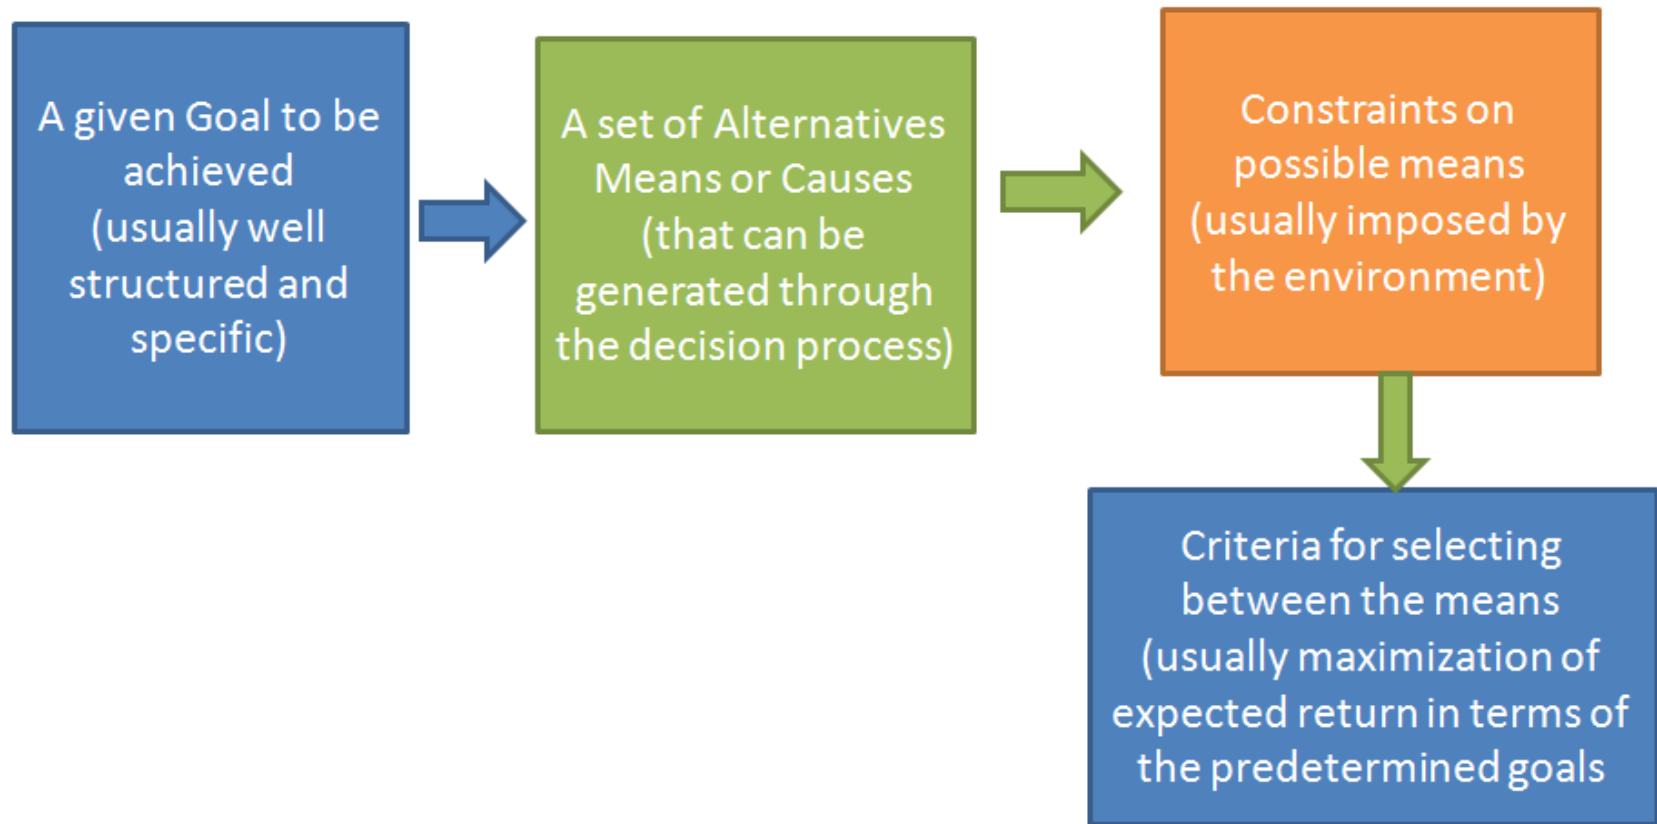 A given Goal to be
achieved
(usually well
structured and
specific)
A set of Alternatives
Means or Causes
(that can be
generated through
the decision process)
Constraints on
possible means
(usually imposed by
the environment)
Criteria for selecting
between the means
(usually maximization of
expected return in terms of
the predetermined goals